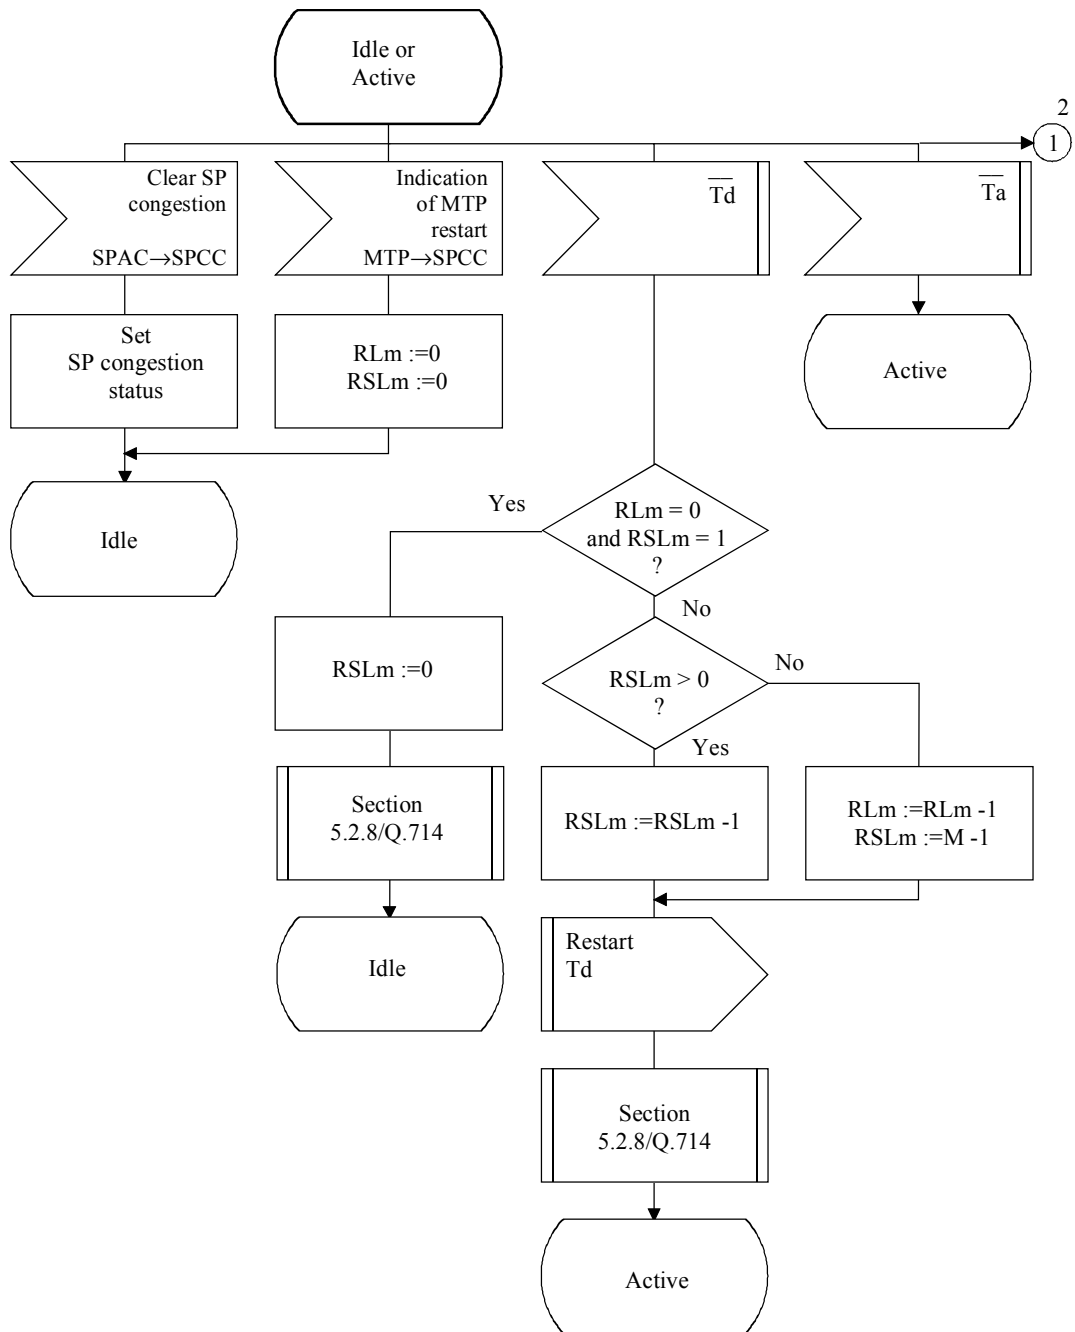 Idle or
Active
2
1
Clear SP
congestion
SPAC→SPCC
Indication
of MTP
restart
MTP→SPCC
Td
Ta
Set
SP congestion
status
RLm :=0
RSLm :=0
Active
Idle
Yes
RLm = 0
and RSLm = 1
?
No
RSLm :=0
RSLm > 0
?
No
Yes
Section
5.2.8/Q.714
RSLm :=RSLm -1
RLm :=RLm -1
RSLm :=M -1
Idle
Restart
Td
Section
5.2.8/Q.714
Active